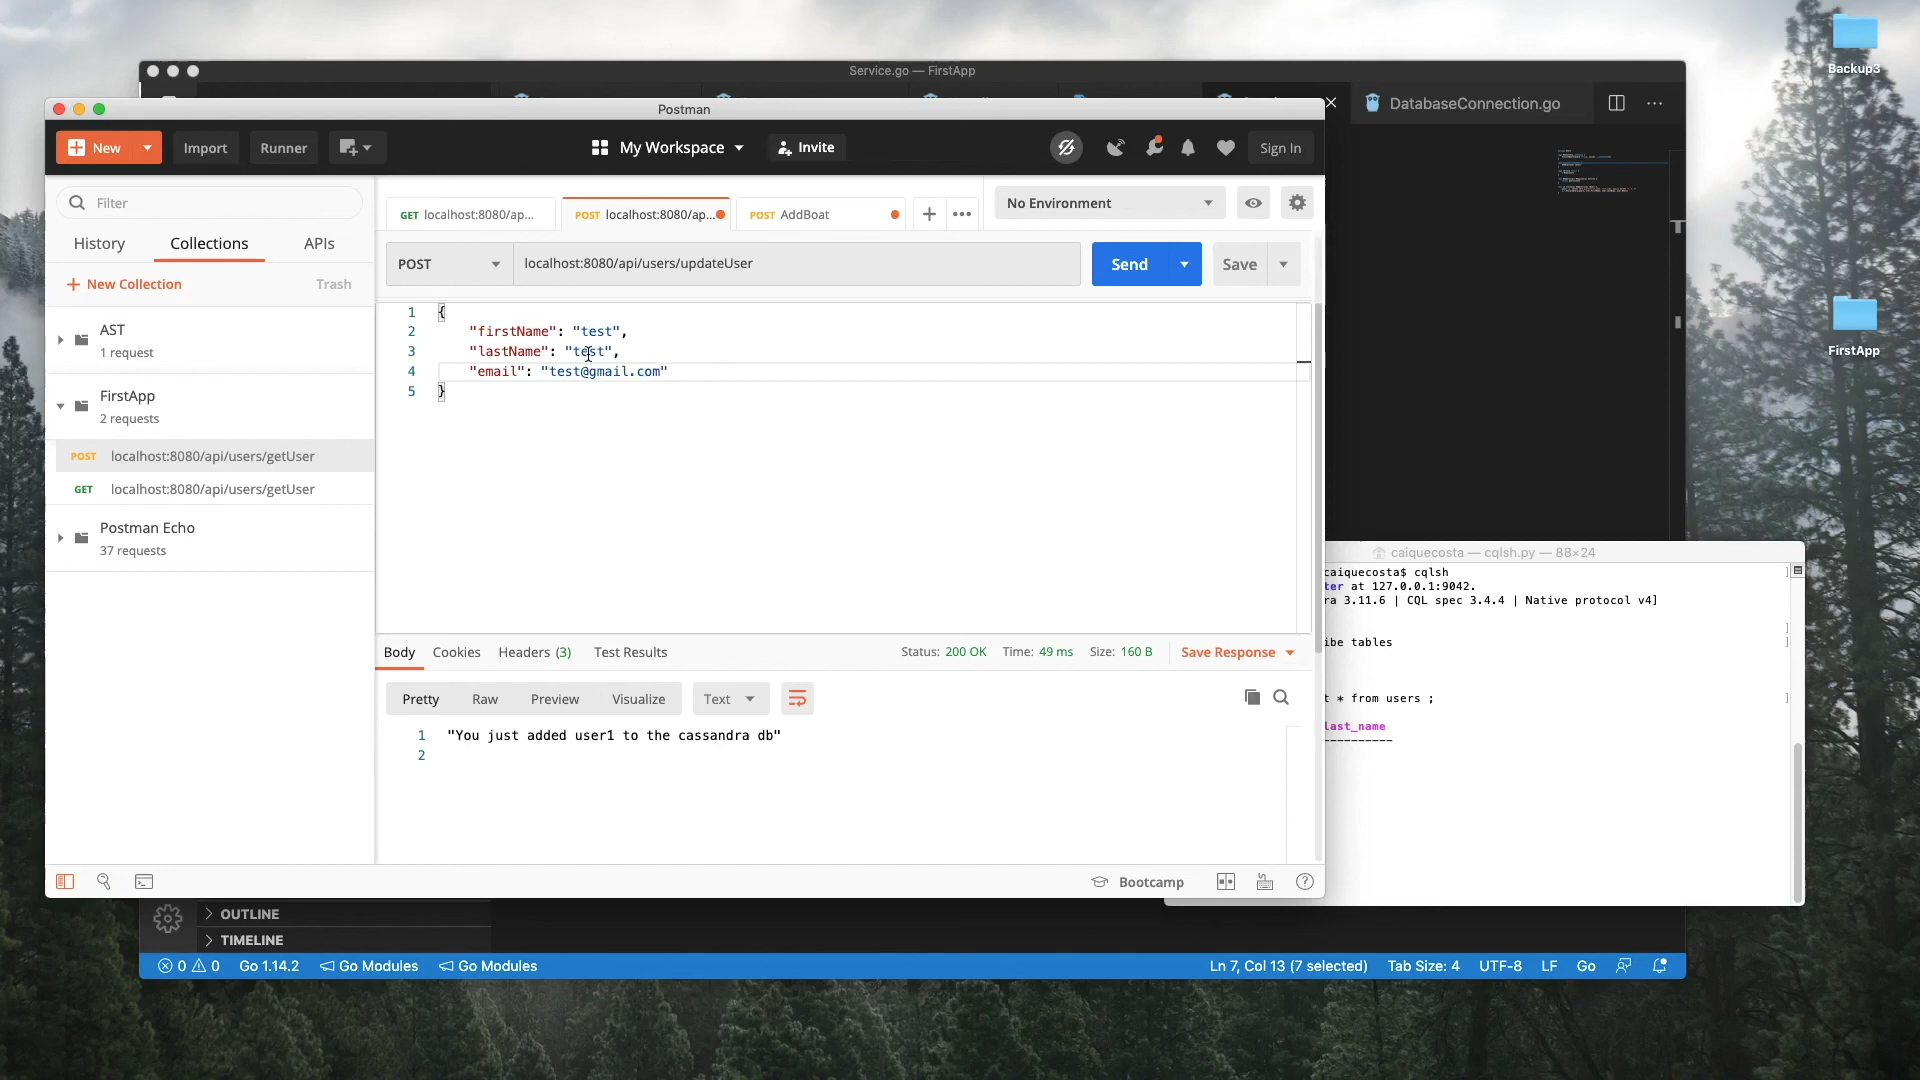 Backup3
FirstApp
Service.go — FirstApp
DatabaseConnection.go
Postman
New
Import
Runner
My Workspace
Invite
Sign In
Filter
History
Collections
APIs
+ New Collection
Trash
AST
1 request
FirstApp
2 requests
POST localhost:8080/api/users/getUser
GET localhost:8080/api/users/getUser
Postman Echo
37 requests
GET localhost:8080/ap...
POST localhost:8080/ap...
POST AddBoat
No Environment
POST
localhost:8080/api/users/updateUser
Send
Save
1 {
2 "firstName": "test",
3 "lastName": "test",
4 "email": "test@gmail.com"
5 }
Body
Cookies
Headers (3)
Test Results
Status: 200 OK
Time: 49 ms
Size: 160 B
Save Response
Pretty
Raw
Preview
Visualize
Text
1 "You just added user1 to the cassandra db"
2
Bootcamp
caiquecosta — cqlsh.py — 88×24
caiquecosta$ cqlsh
ter at 127.0.0.1:9042.
ra 3.11.6 | CQL spec 3.4.4 | Native protocol v4]
ibe tables
t * from users ;
last_name
----------
OUTLINE
TIMELINE
0 0 Go 1.14.2 Go Modules Go Modules
Ln 7, Col 13 (7 selected) Tab Size: 4 UTF-8 LF Go